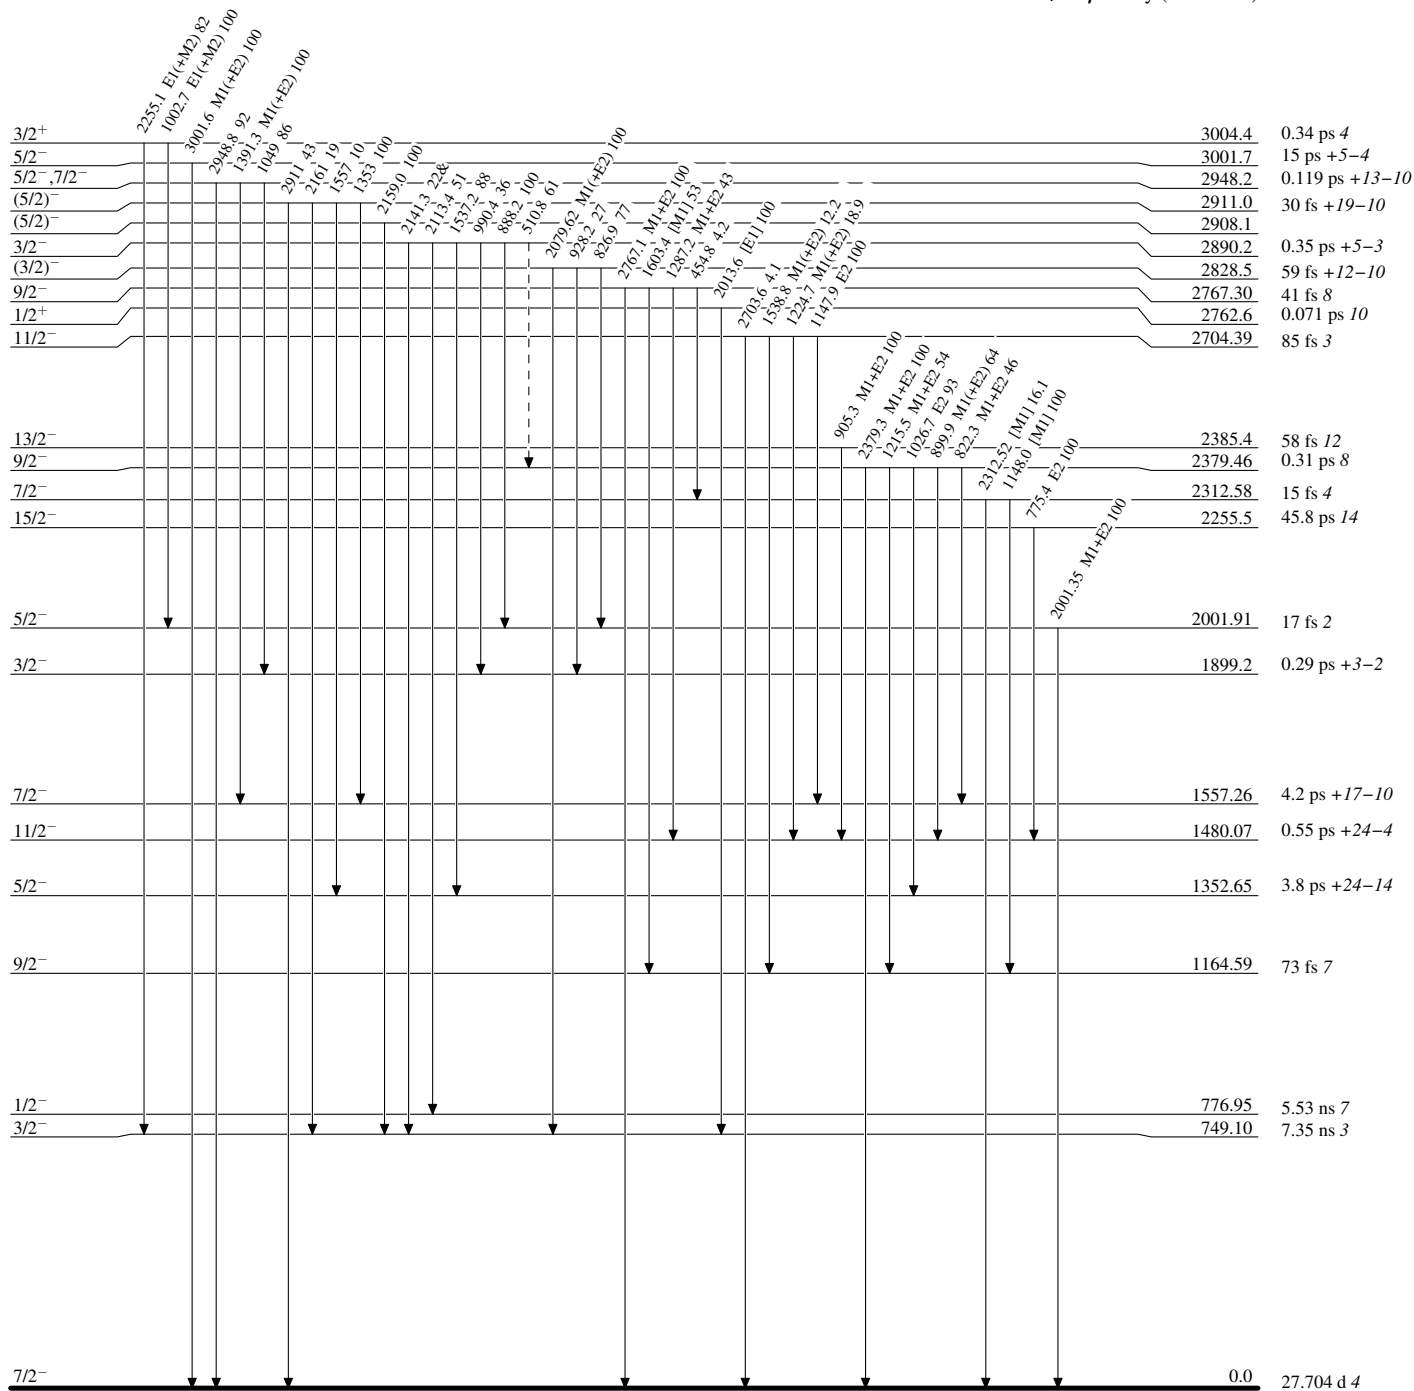 2255.1 E1(+M2) 82
1002.7 E1(+M2) 100
3001.6 M1(+E2) 100
2948.8 92
1391.3 M1(+E2) 100
1049 86
2911 43
2161 19
1557 10
1353 100
2159.0 100
2141.3 22&
2113.4 51
1537.2 88
990.4 36
888.2 100
510.8 61
2079.62 M1(+E2) 100
928.2 27
826.9 77
2767.1 M1+E2 100
1603.4 [M1] 53
1287.2 M1+E2 43
454.8 4.2
2013.6 [E1] 100
2703.6 4.1
1538.8 M1(+E2) 12.2
1224.7 M1(+E2) 18.9
1147.9 E2 100
905.3 M1+E2 100
2379.3 M1+E2 100
1215.5 M1+E2 54
1026.7 E2 93
899.9 M1(+E2) 64
822.3 M1+E2 46
2312.52 [M1] 16.1
1148.0 [M1] 100
775.4 E2 100
2001.35 M1+E2 100
3/2+ 3004.4 0.34 ps 4
5/2− 3001.7 15 ps +5−4
5/2−,7/2− 2948.2 0.119 ps +13−10
(5/2)− 2911.0 30 fs +19−10
(5/2)− 2908.1
3/2− 2890.2 0.35 ps +5−3
(3/2)− 2828.5 59 fs +12−10
9/2− 2767.30 41 fs 8
1/2+ 2762.6 0.071 ps 10
11/2− 2704.39 85 fs 3
13/2− 2385.4 58 fs 12
9/2− 2379.46 0.31 ps 8
7/2− 2312.58 15 fs 4
15/2− 2255.5 45.8 ps 14
5/2− 2001.91 17 fs 2
3/2− 1899.2 0.29 ps +3−2
7/2− 1557.26 4.2 ps +17−10
11/2− 1480.07 0.55 ps +24−4
5/2− 1352.65 3.8 ps +24−14
9/2− 1164.59 73 fs 7
1/2− 776.95 5.53 ns 7
3/2− 749.10 7.35 ns 3
7/2− 0.0 27.704 d 4